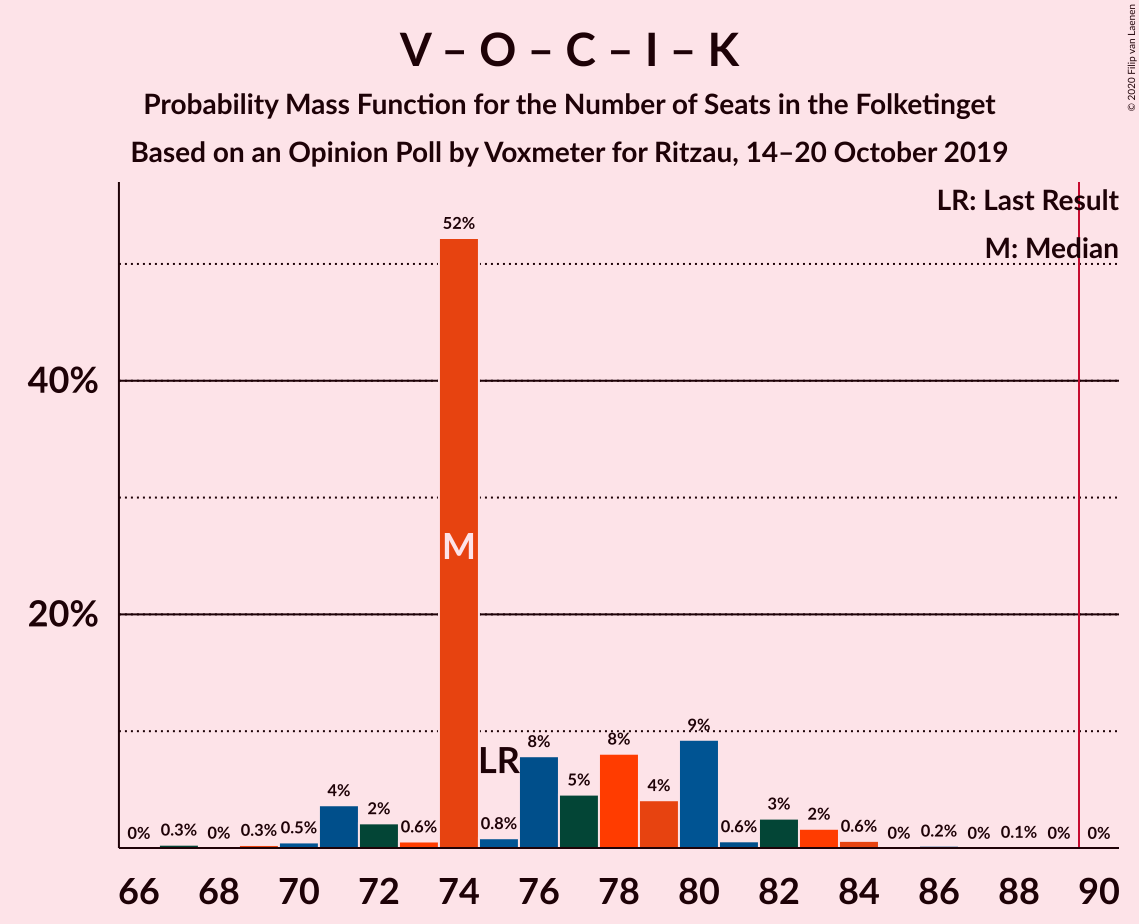 V – O – C – I – K
Probability Mass Function for the Number of Seats in the Folketinget
Based on an Opinion Poll by Voxmeter for Ritzau, 14–20 October 2019
© 2020 Filip van Laenen
LR: Last Result
M: Median
40%
20%
0% 0.3% 0% 0.3% 0.5% 4% 2% 0.6% 52% 0.8% 8% 5% 8% 4% 9% 0.6% 3% 2% 0.6% 0% 0.2% 0% 0.1% 0% 0%
M
LR
66 68 70 72 74 76 78 80 82 84 86 88 90